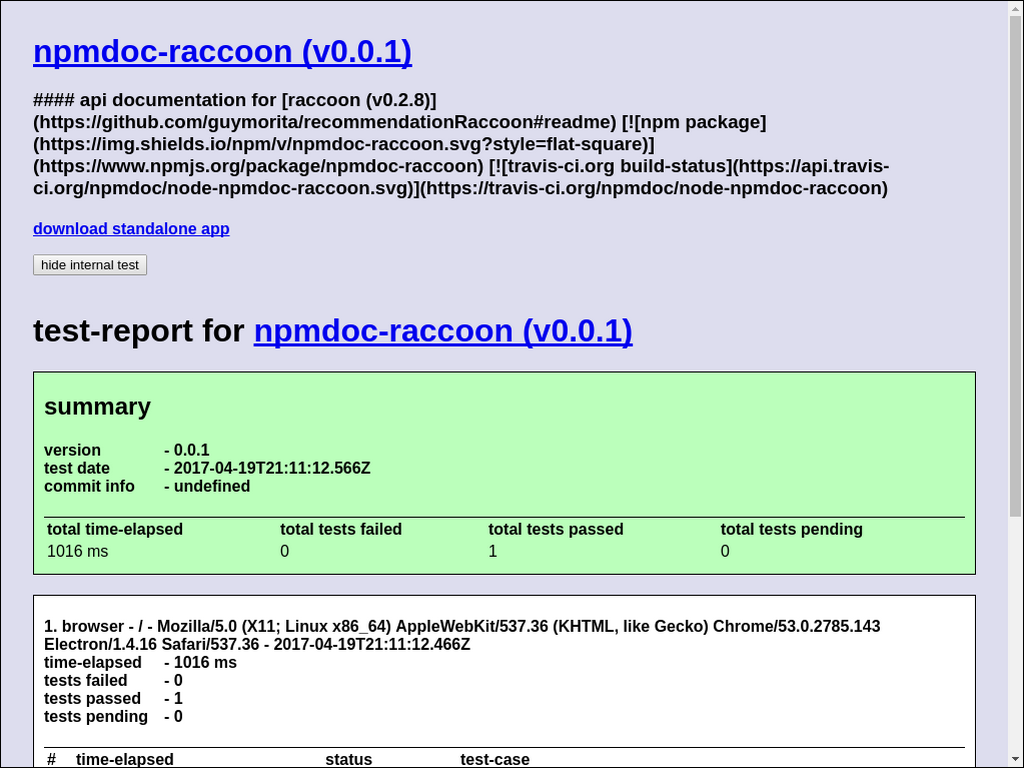 npmdoc-raccoon (v0.0.1)
#### api documentation for [raccoon (v0.2.8)]
(https://github.com/guymorita/recommendationRaccoon#readme) [![npm package]
(https://img.shields.io/npm/v/npmdoc-raccoon.svg?style=flat-square)]
(https://www.npmjs.org/package/npmdoc-raccoon) [![travis-ci.org build-status](https://api.travis-
ci.org/npmdoc/node-npmdoc-raccoon.svg)](https://travis-ci.org/npmdoc/node-npmdoc-raccoon)
download standalone app
hide internal test
test-report for npmdoc-raccoon (v0.0.1)
summary
version - 0.0.1
test date - 2017-04-19T21:11:12.566Z
commit info - undefined
total time-elapsed total tests failed total tests passed total tests pending
1016 ms 0 1 0
1. browser - / - Mozilla/5.0 (X11; Linux x86_64) AppleWebKit/537.36 (KHTML, like Gecko) Chrome/53.0.2785.143
Electron/1.4.16 Safari/537.36 - 2017-04-19T21:11:12.466Z
time-elapsed - 1016 ms
tests failed - 0
tests passed - 1
tests pending - 0
# time-elapsed status test-case